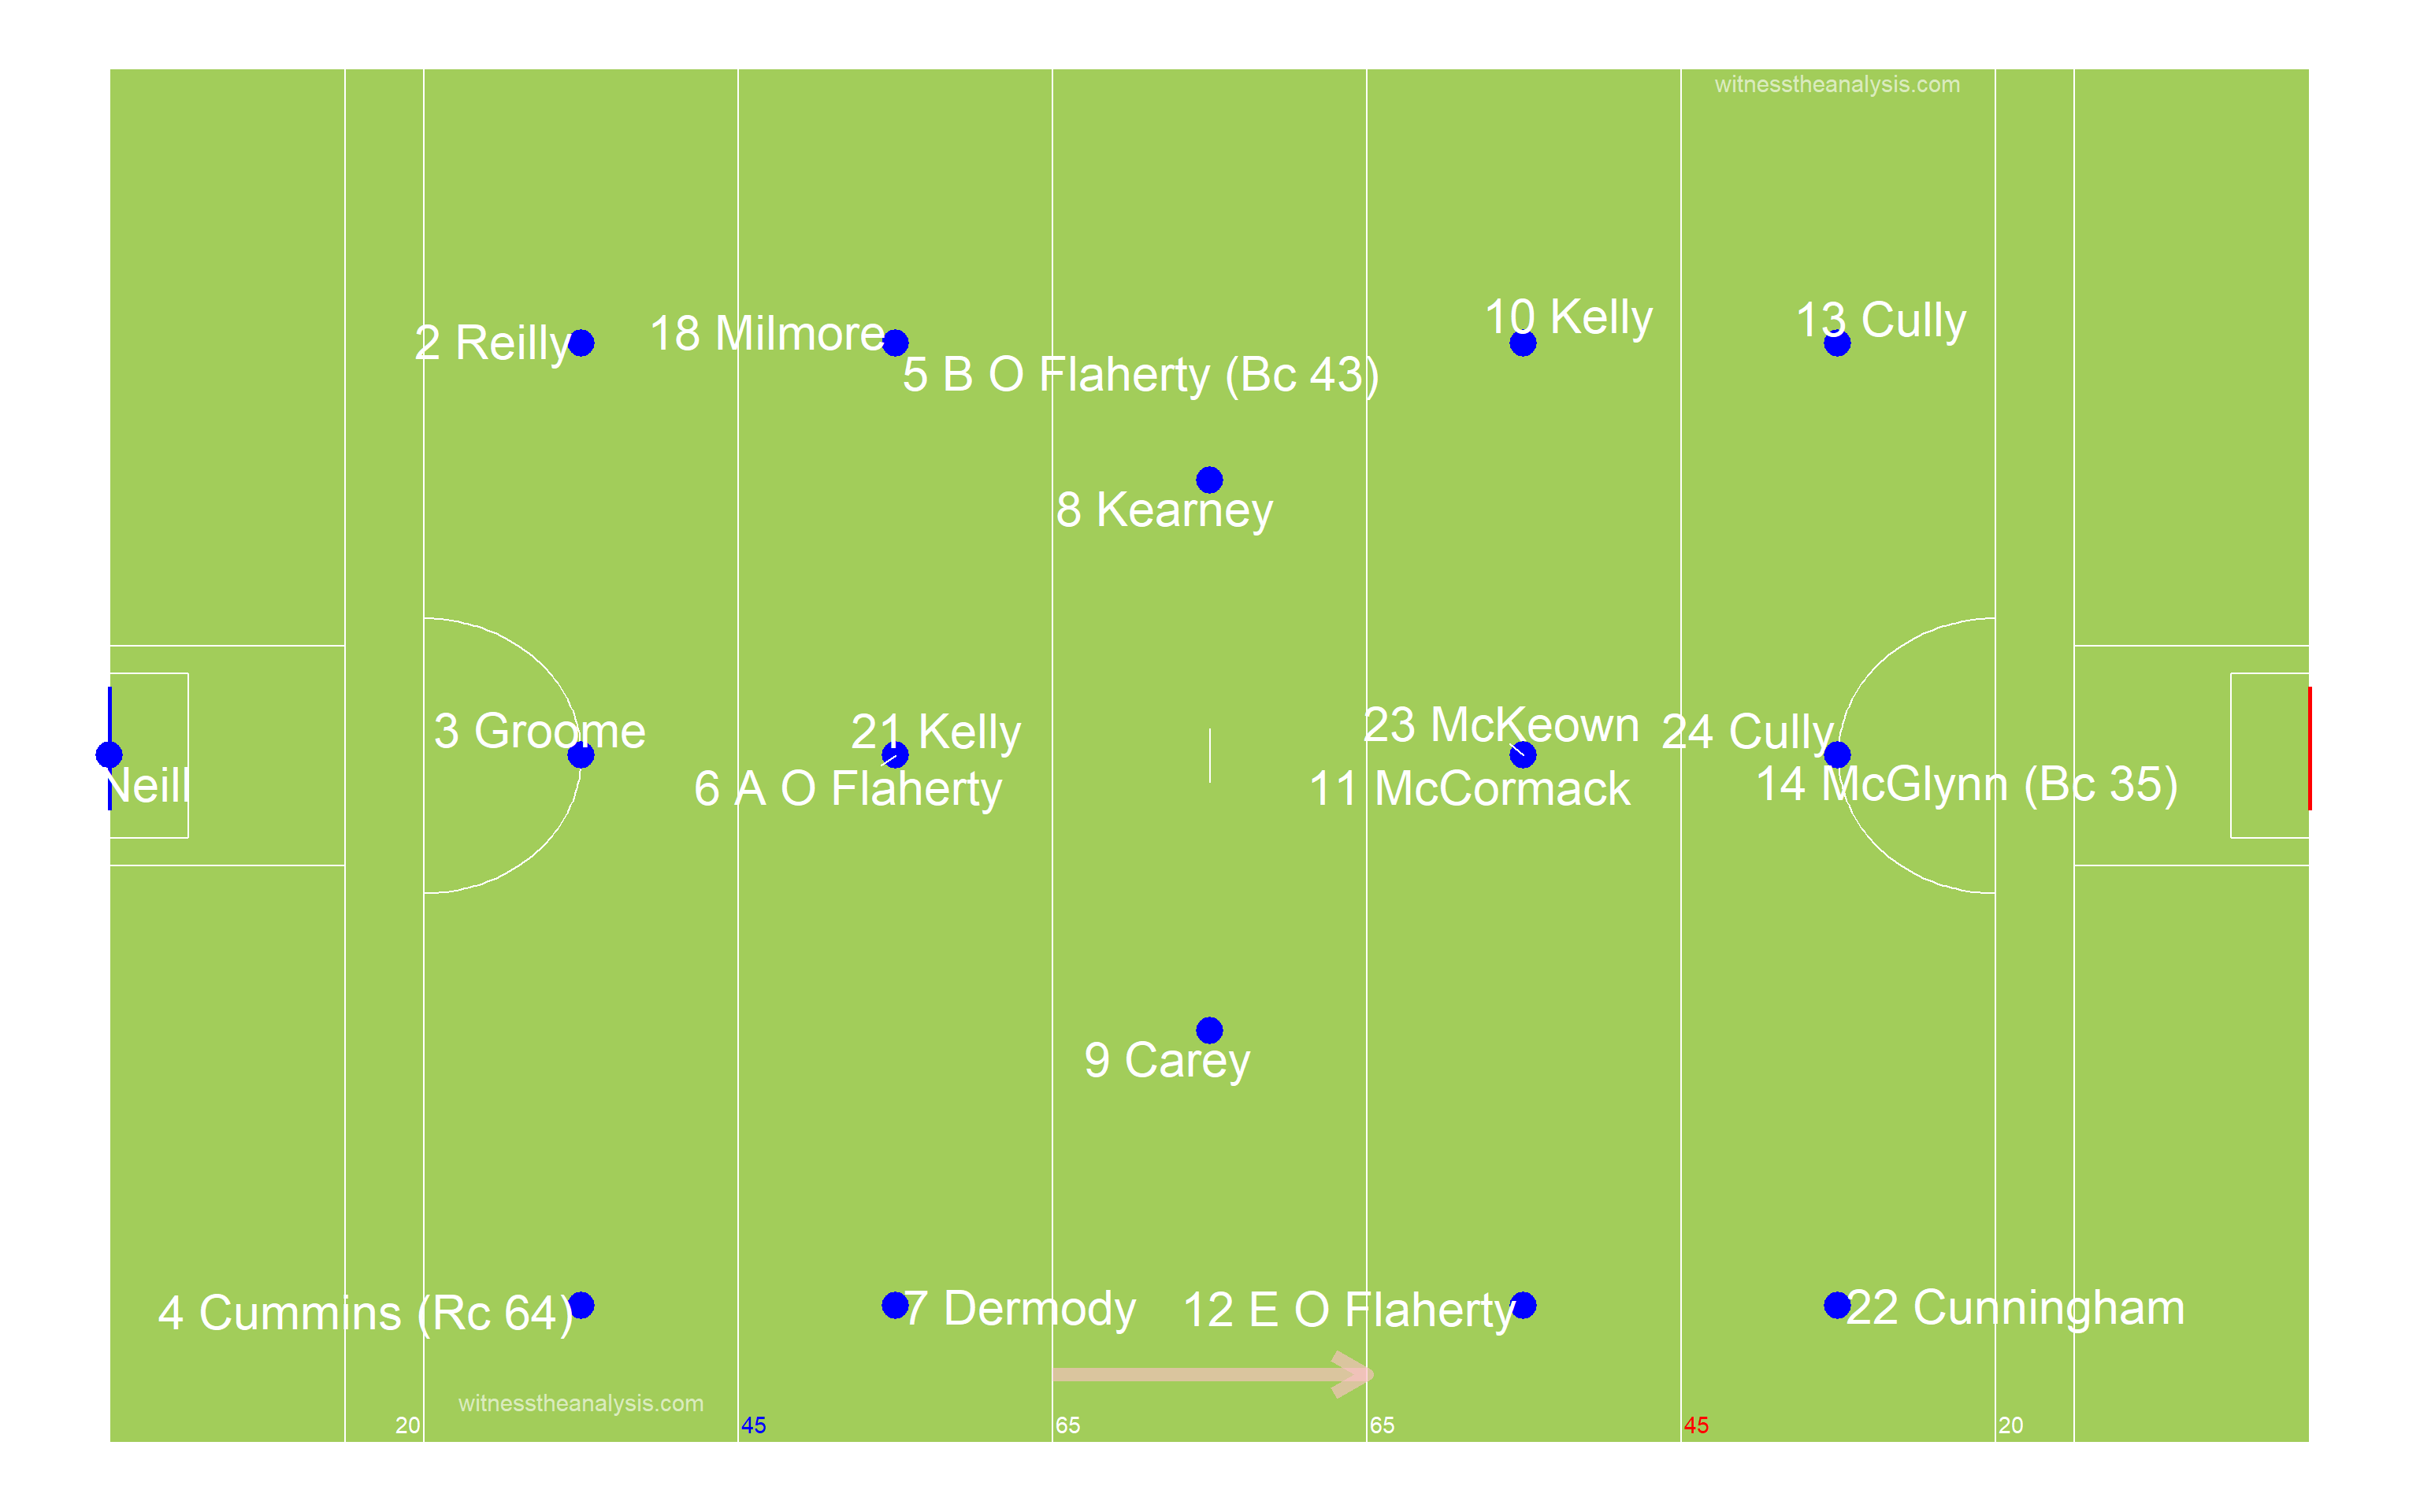 witnesstheanalysis.com
10 Kelly
13 Cully
2 Reilly
18 Milmore
5 B O Flaherty (Bc 43)
8 Kearney
3 Groome
21 Kelly
23 McKeown
24 Cully
Neill
6 A O Flaherty
11 McCormack
14 McGlynn (Bc 35)
9 Carey
4 Cummins (Rc 64)
7 Dermody
12 E O Flaherty
22 Cunningham
witnesstheanalysis.com
20
45
65
65
45
20